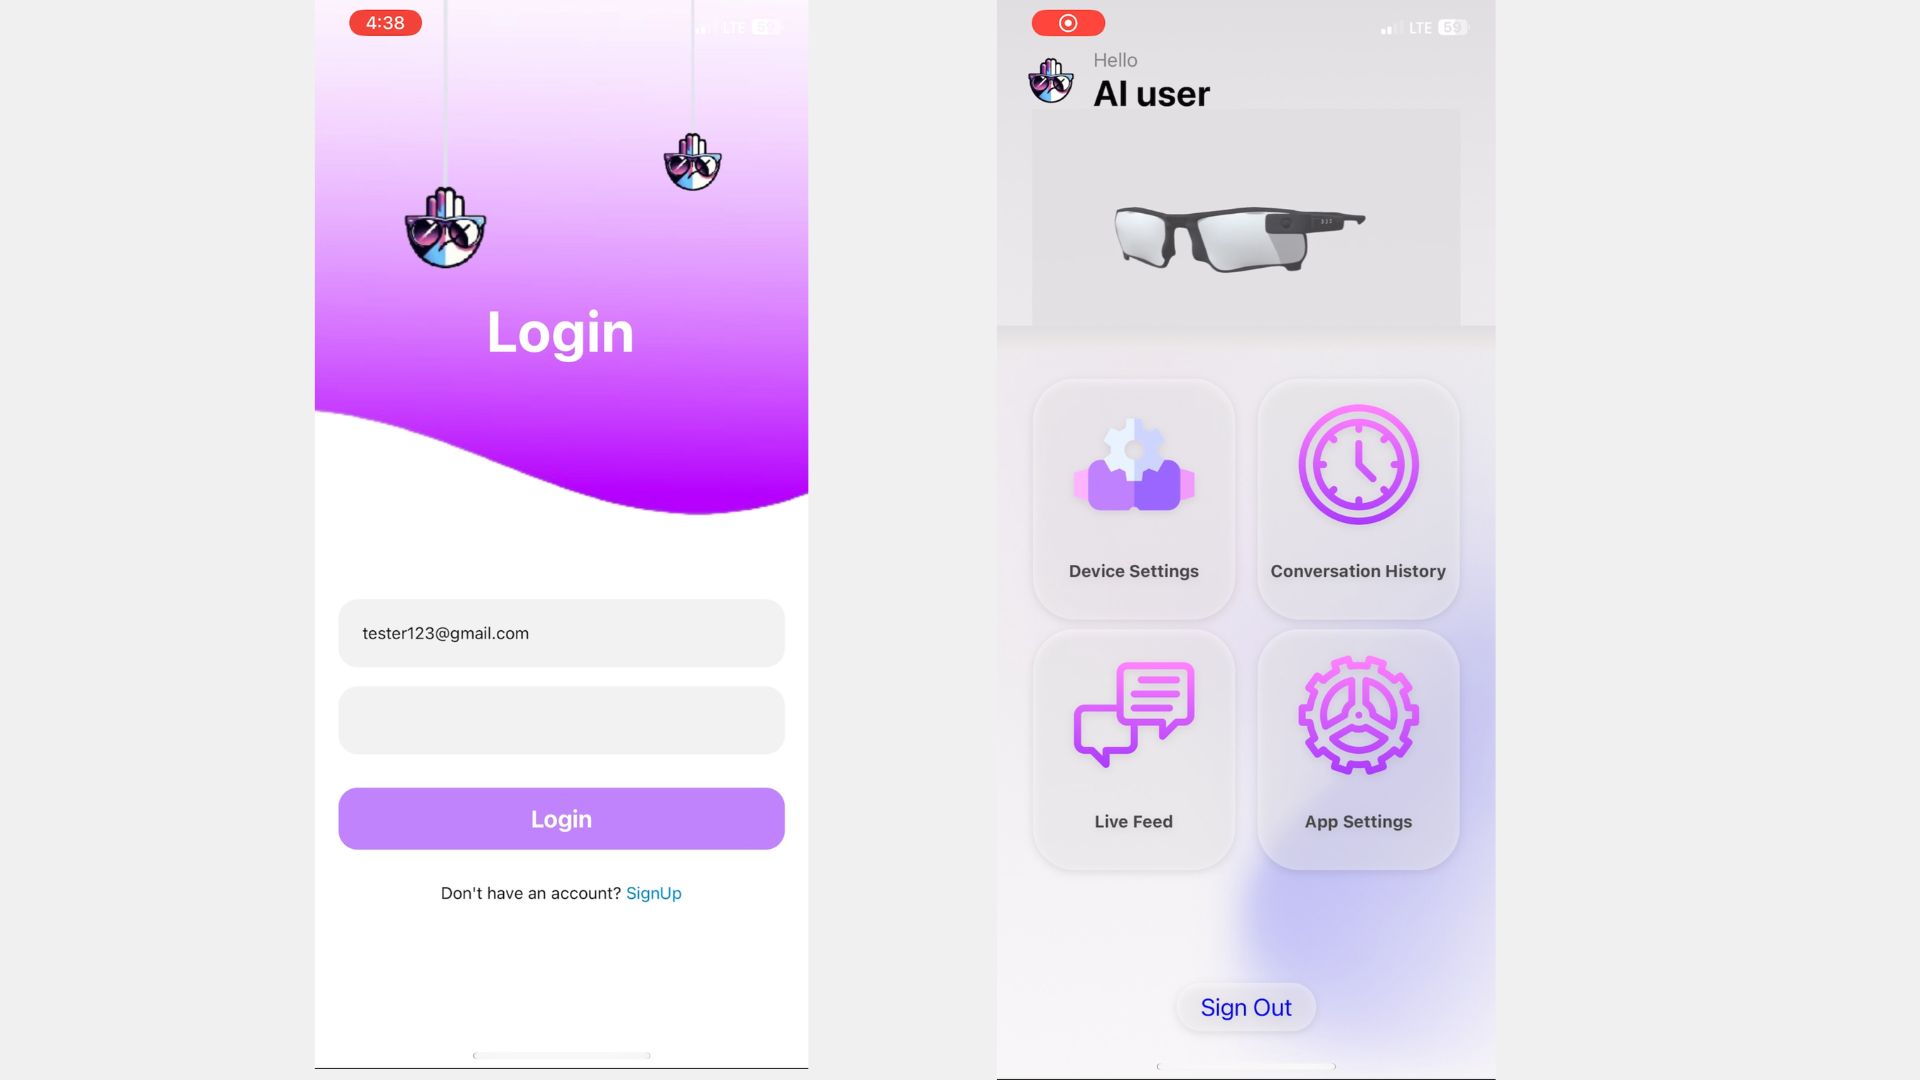 4:38
LTE 59
Login
tester123@gmail.com
Login
Don't have an account? SignUp
LTE 59
Hello
AI user
Device Settings
Conversation History
Live Feed
App Settings
Sign Out